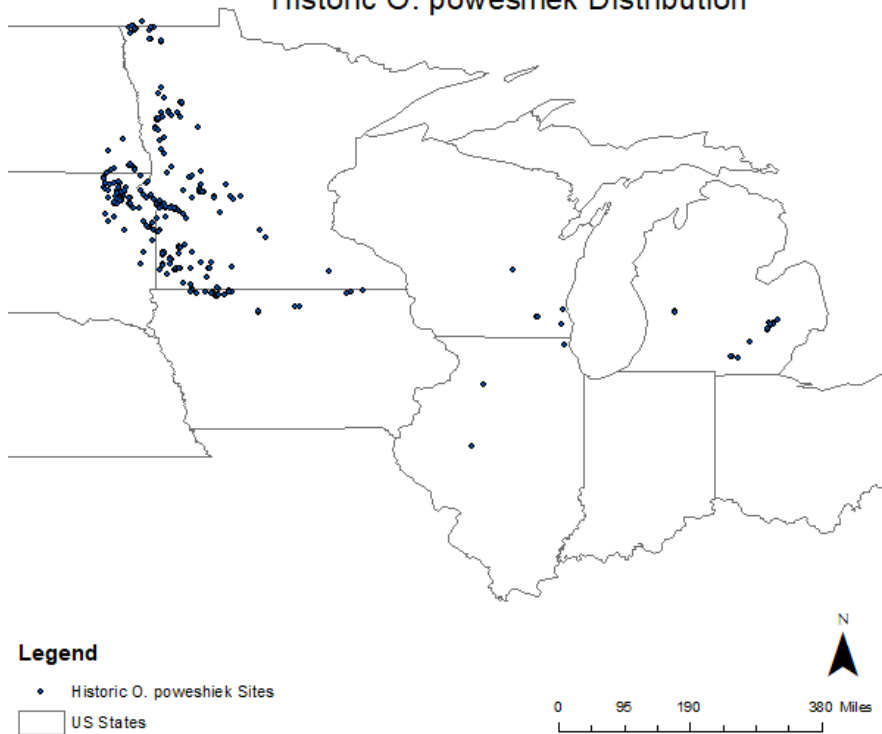 Historic O. poweshiek Distribution
N
Legend
Historic O. poweshiek Sites
US States
0 95 190 380 Miles